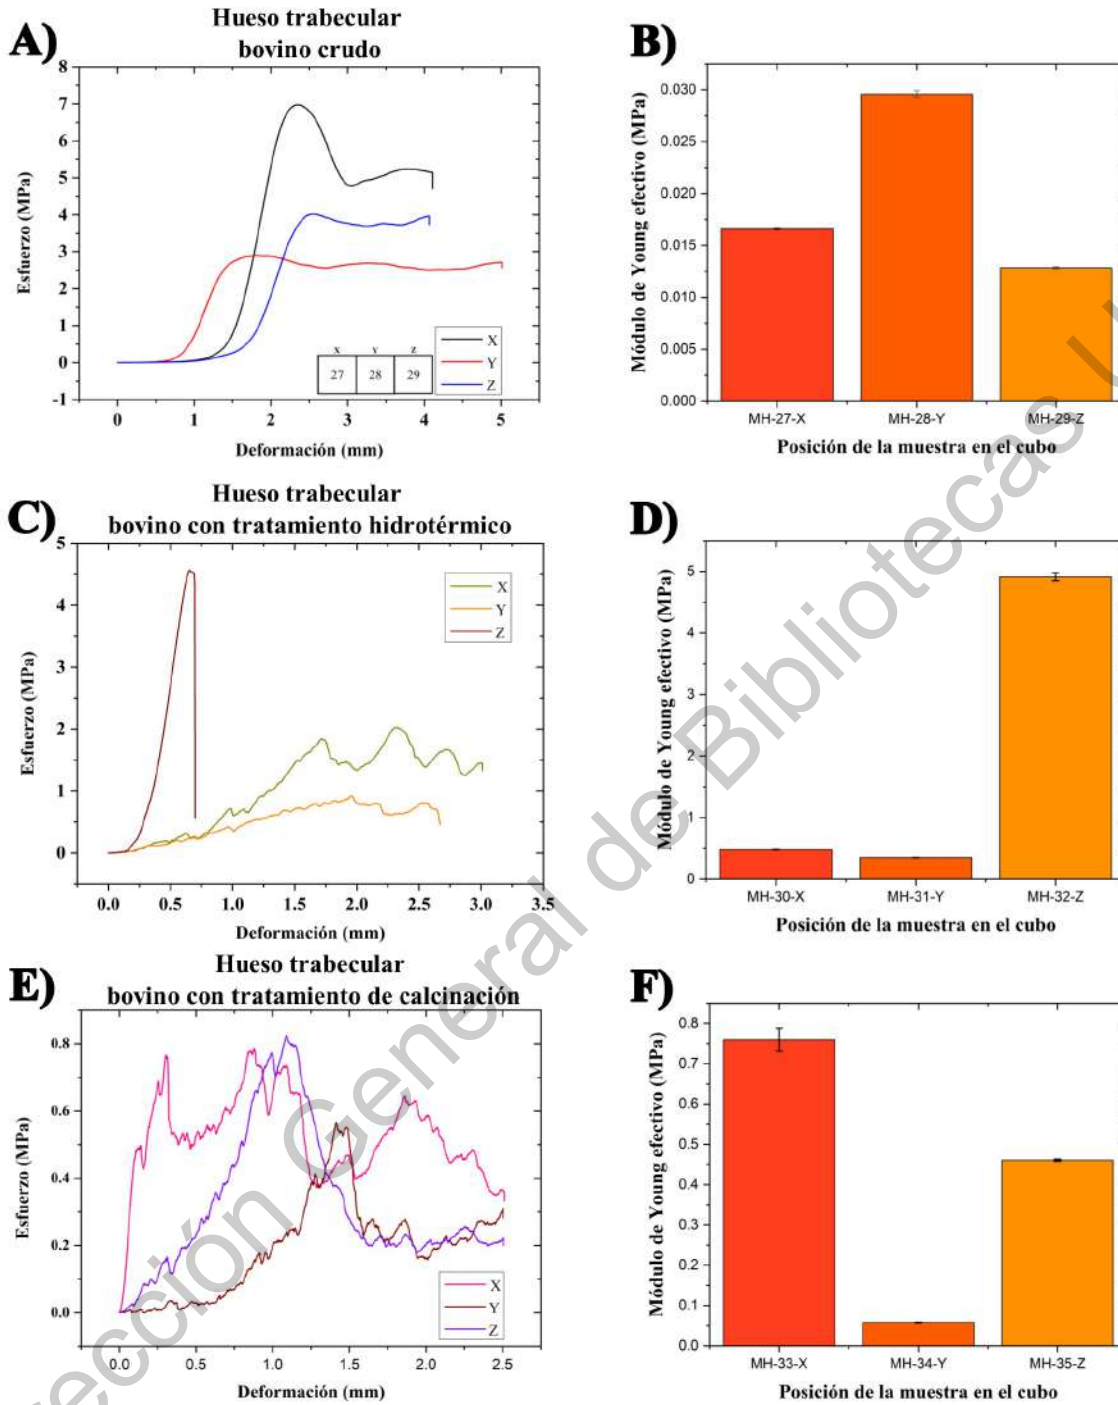 A)
Hueso trabecular
bovino crudo
8
7
6
5
4
3
2
1
0
-1
Esfuerzo (MPa)
0 1 2 3 4 5
Deformación (mm)
X Y Z
27 28 29
X
Y
Z
B)
0.030
0.025
0.020
0.015
0.010
0.005
0.000
Módulo de Young efectivo (MPa)
MH-27-X MH-28-Y MH-29-Z
Posición de la muestra en el cubo
C)
Hueso trabecular
bovino con tratamiento hidrotérmico
5
4
3
2
1
0
Esfuerzo (MPa)
0.0 0.5 1.0 1.5 2.0 2.5 3.0 3.5
Deformación (mm)
X
Y
Z
D)
5
4
3
2
1
0
Módulo de Young efectivo (MPa)
MH-30-X MH-31-Y MH-32-Z
Posición de la muestra en el cubo
E)
Hueso trabecular
bovino con tratamiento de calcinación
0.8
0.6
0.4
0.2
0.0
Esfuerzo (MPa)
0.0 0.5 1.0 1.5 2.0 2.5
Deformación (mm)
X
Y
Z
F)
0.8
0.7
0.6
0.5
0.4
0.3
0.2
0.1
0.0
Módulo de Young efectivo (MPa)
MH-33-X MH-34-Y MH-35-Z
Posición de la muestra en el cubo
ección General de Bibliotecas